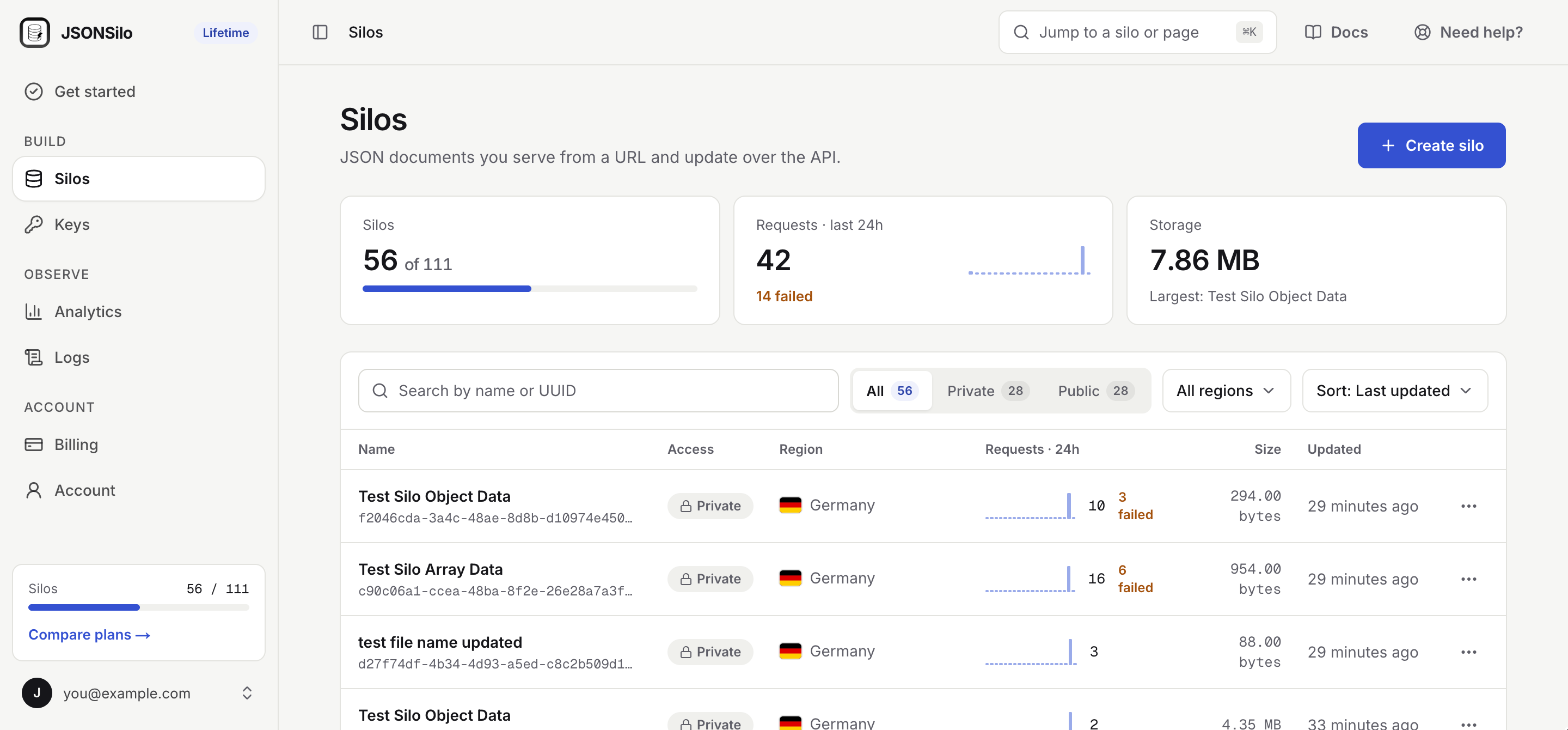 JSONSilo
Lifetime
Silos
Jump to a silo or page
⌘K
Docs
Need help?
Get started
BUILD
Silos
Keys
OBSERVE
Analytics
Logs
ACCOUNT
Billing
Account
Silos
56 / 111
Compare plans →
J
you@example.com
Silos
JSON documents you serve from a URL and update over the API.
+ Create silo
Silos
56 of 111
Requests · last 24h
42
14 failed
Storage
7.86 MB
Largest: Test Silo Object Data
Search by name or UUID
All 56
Private 28
Public 28
All regions
Sort: Last updated
Name Access Region Requests · 24h Size Updated
Test Silo Object Data
f2046cda-3a4c-48ae-8d8b-d10974e450…
Private
Germany
10
3
failed
294.00
bytes
29 minutes ago
Test Silo Array Data
c90c06a1-ccea-48ba-8f2e-26e28a7a3f…
Private
Germany
16
6
failed
954.00
bytes
29 minutes ago
test file name updated
d27f74df-4b34-4d93-a5ed-c8c2b509d1…
Private
Germany
3
88.00
bytes
29 minutes ago
Test Silo Object Data
Private
Germany
2
4.35 MB
33 minutes ago